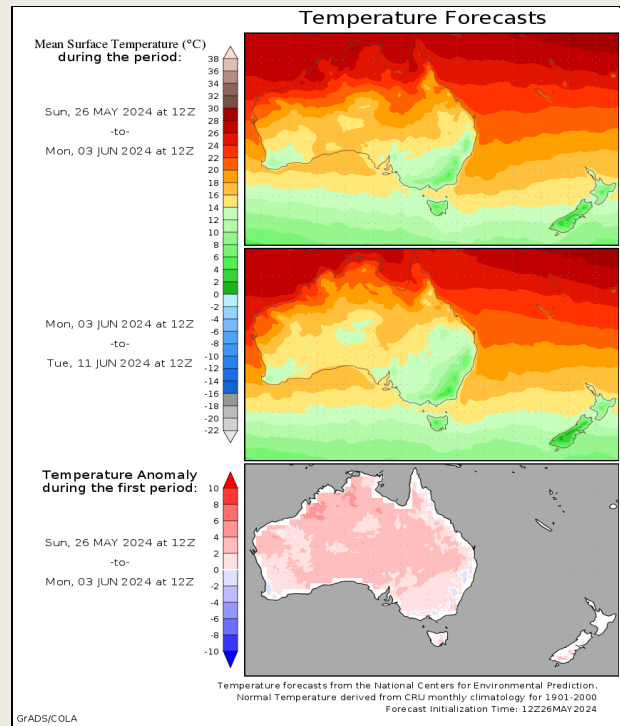 Temperature Forecasts
Mean Surface Temperature (°C)
during the period:
38
36
34
32
30
28
26
24
22
20
18
16
14
12
10
8
6
4
2
0
-2
-4
-6
-8
-10
-12
-14
-16
-18
-20
-22
Sun, 26 MAY 2024 at 12Z
-to-
Mon, 03 JUN 2024 at 12Z
Mon, 03 JUN 2024 at 12Z
-to-
Tue, 11 JUN 2024 at 12Z
Temperature Anomaly
during the first period:
10
8
6
4
2
0
-2
-4
-6
-8
-10
Sun, 26 MAY 2024 at 12Z
-to-
Mon, 03 JUN 2024 at 12Z
Temperature forecasts from the National Centers for Environmental Prediction.
Normal Temperature derived from CRU monthly climatology for 1901-2000
Forecast Initialization Time: 12Z26MAY2024
GrADS/COLA